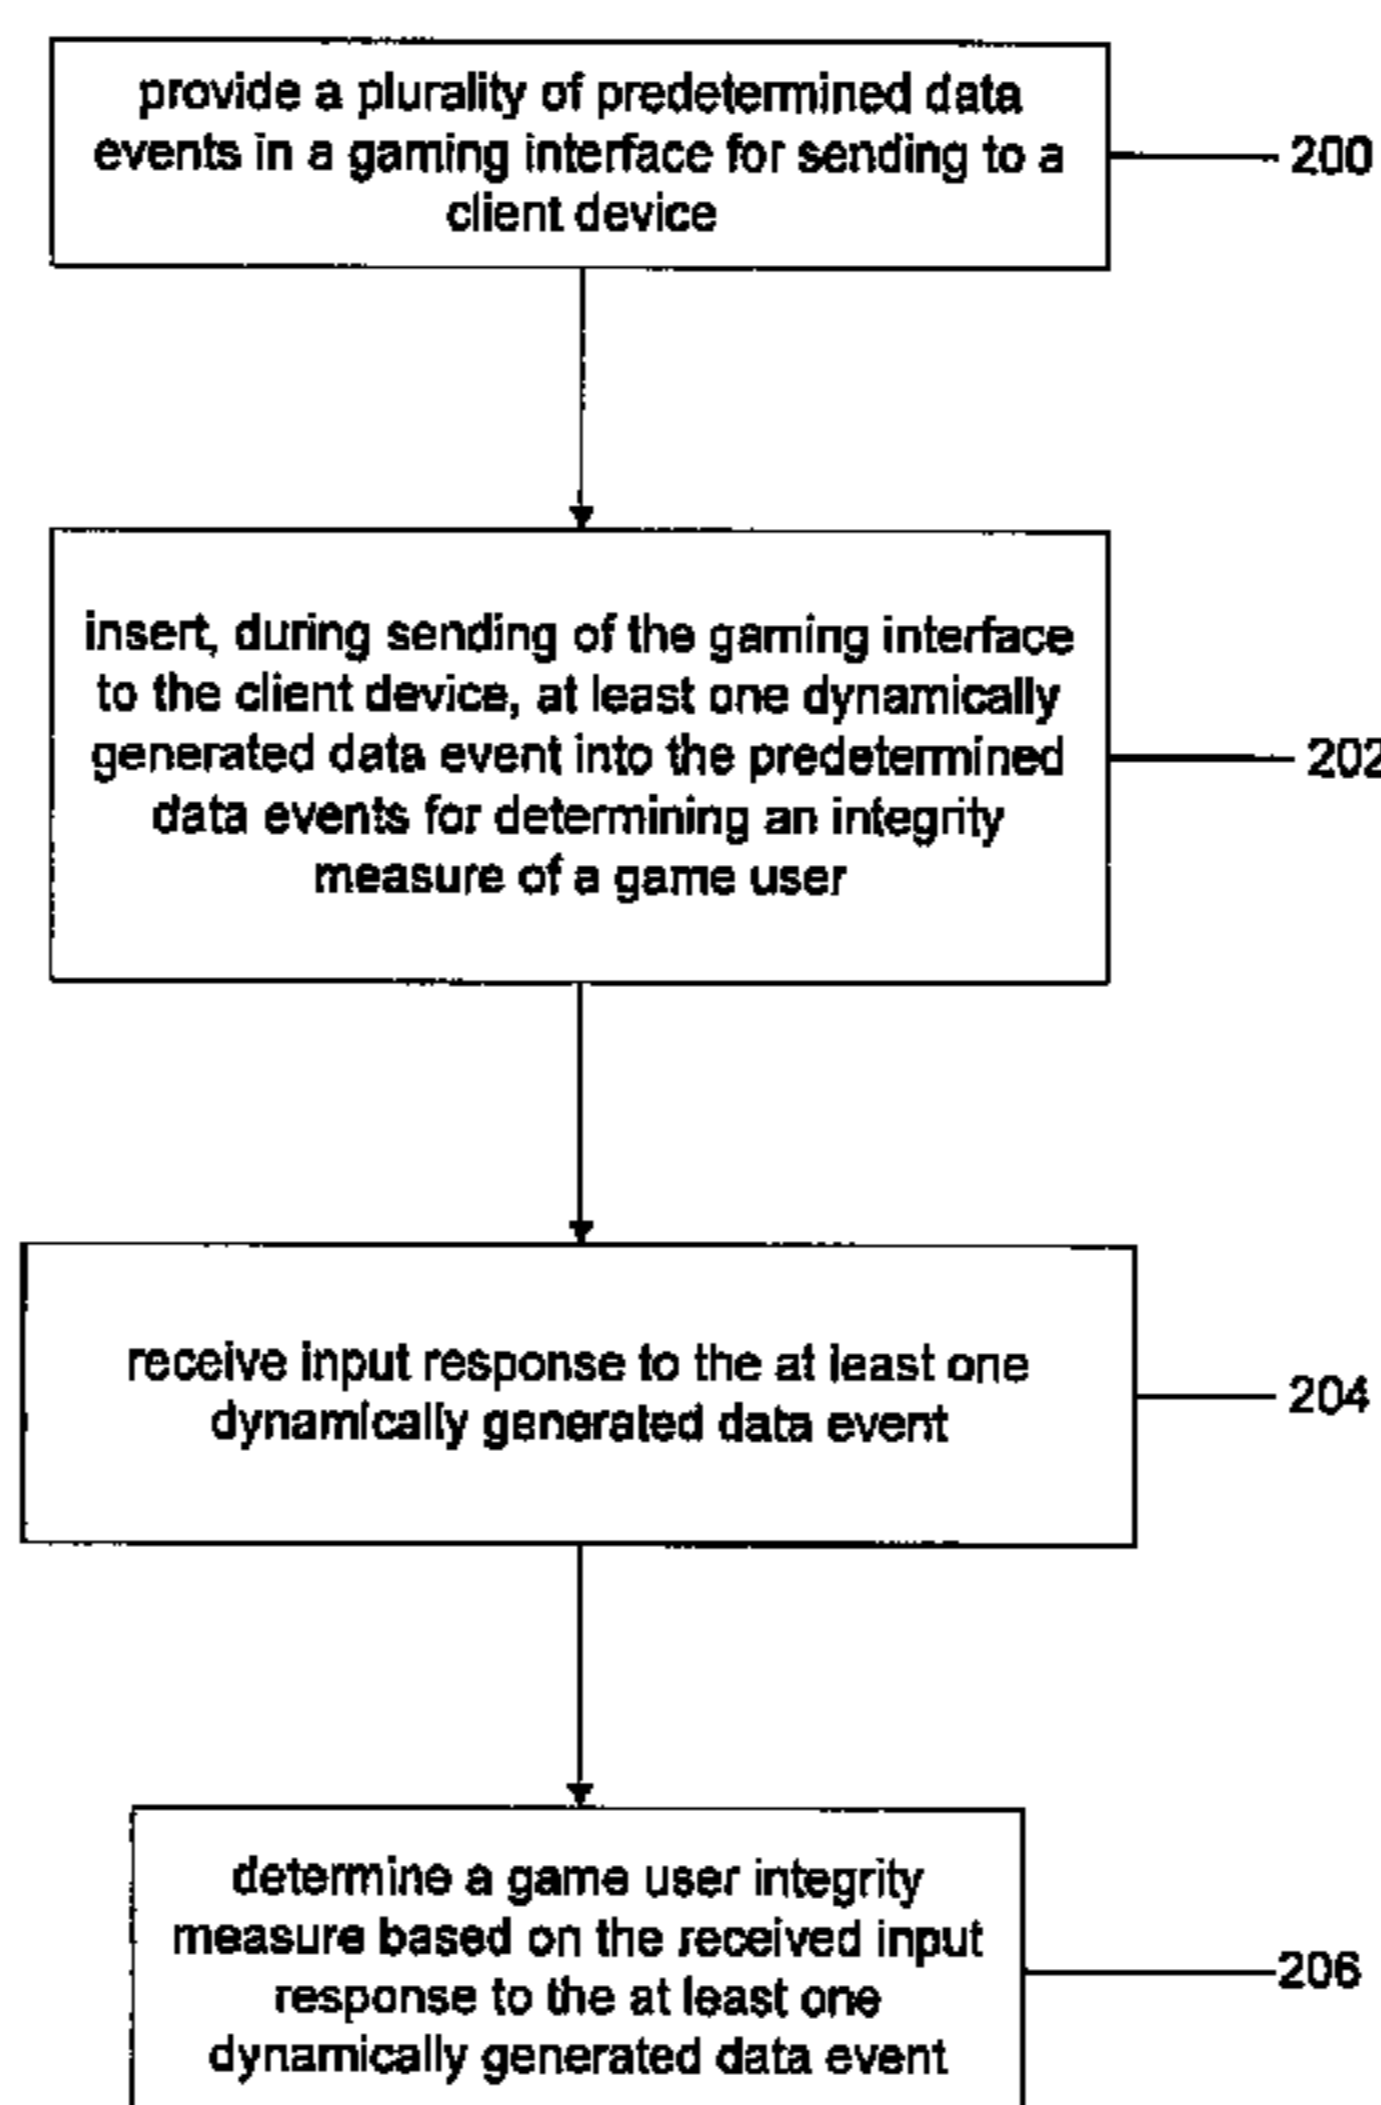 provide a plurality of predetermined data
events in a gaming interface for sending to a
client device
200
insert, during sending of the gaming interface
to the client device, at least one dynamically
generated data event into the predetermined
data events for determining an integrity
measure of a game user
202
receive input response to the at least one
dynamically generated data event
204
determine a game user integrity
measure based on the received input
response to the at least one
dynamically generated data event
206